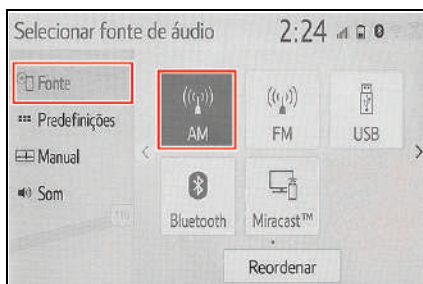 Selecionar fonte de áudio 2:24
Fonte
Predefinições
Manual
Som
AM
FM
USB
Bluetooth
Miracast™
Reordenar